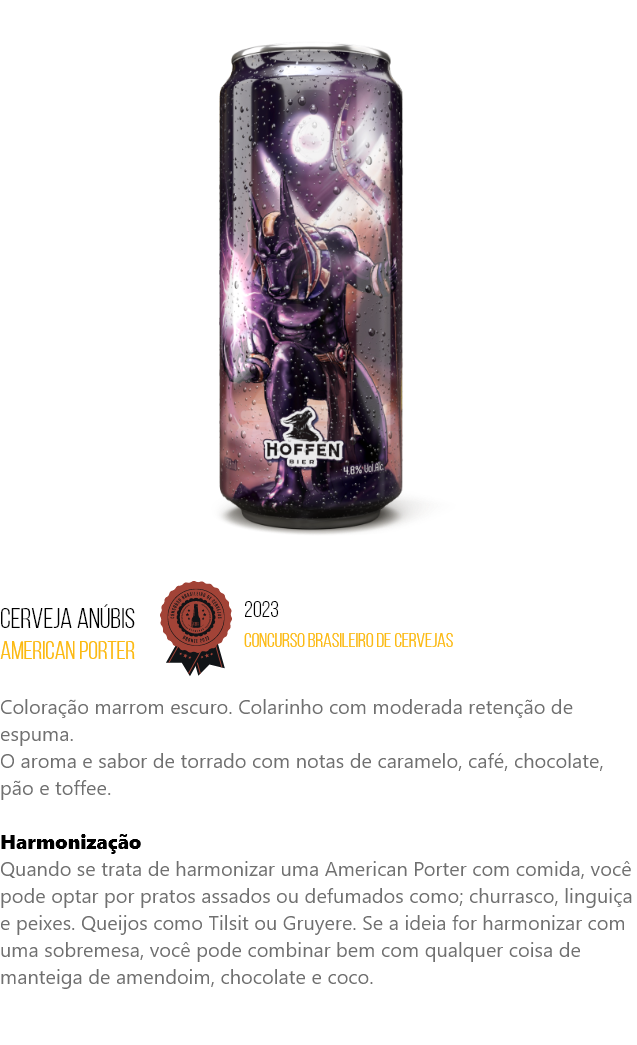 HOFFEN
BIER
4.8% Vol.Alc.
CERVEJA ANÚBIS
AMERICAN PORTER
CONCURSO BRASILEIRO DE CERVEJAS
2023
CONCURSO BRASILEIRO DE CERVEJAS
Coloração marrom escuro. Colarinho com moderada retenção de
espuma.
O aroma e sabor de torrado com notas de caramelo, café, chocolate,
pão e toffee.
Harmonização
Quando se trata de harmonizar uma American Porter com comida, você
pode optar por pratos assados ou defumados como; churrasco, linguiça
e peixes. Queijos como Tilsit ou Gruyere. Se a ideia for harmonizar com
uma sobremesa, você pode combinar bem com qualquer coisa de
manteiga de amendoim, chocolate e coco.